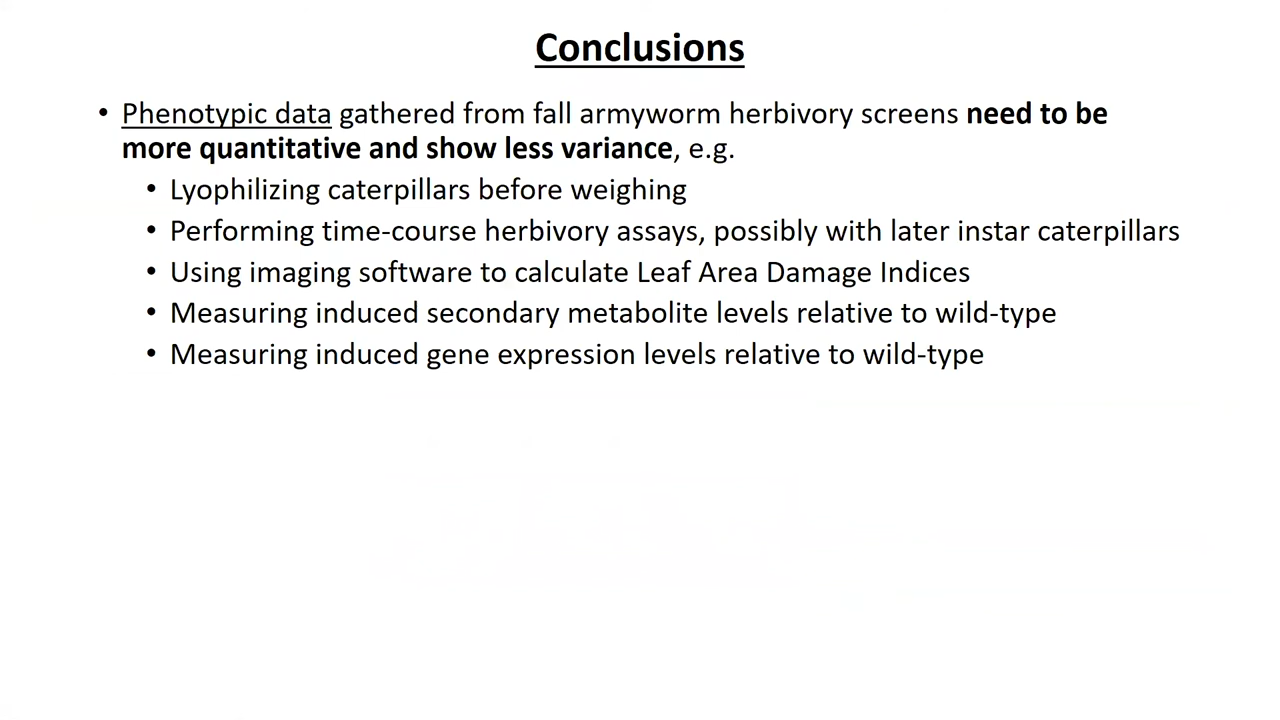 Conclusions
• Phenotypic data gathered from fall armyworm herbivory screens need to be
more quantitative and show less variance, e.g.
• Lyophilizing caterpillars before weighing
• Performing time-course herbivory assays, possibly with later instar caterpillars
• Using imaging software to calculate Leaf Area Damage Indices
• Measuring induced secondary metabolite levels relative to wild-type
• Measuring induced gene expression levels relative to wild-type